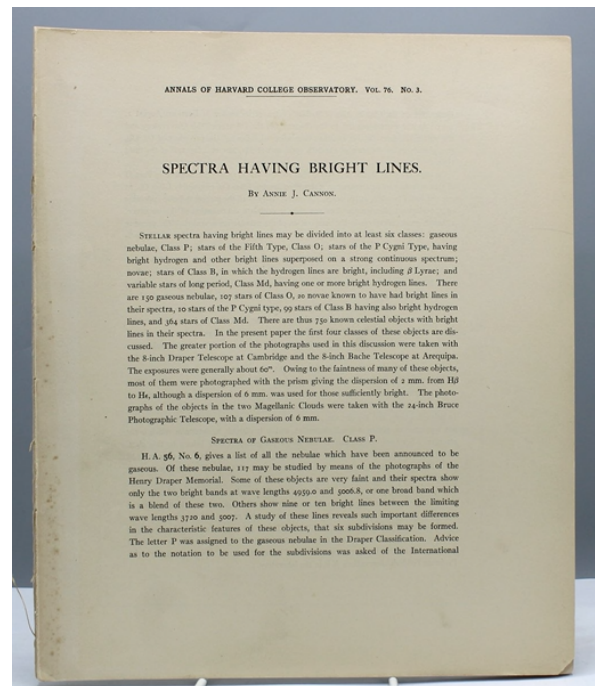 ANNALS OF HARVARD COLLEGE OBSERVATORY. VOL. 76. NO. 3.
SPECTRA HAVING BRIGHT LINES.
BY ANNIE J. CANNON.
STELLAR spectra having bright lines may be divided into at least six classes: gaseous
nebulae, Class P; stars of the Fifth Type, Class O; stars of the P Cygni Type, having
bright hydrogen and other bright lines superposed on a strong continuous spectrum;
novae; stars of Class B, in which the hydrogen lines are bright, including β Lyrae; and
variable stars of long period, Class Md, having one or more bright hydrogen lines. There
are 150 gaseous nebulae, 107 stars of Class O, 20 novae known to have had bright lines in
their spectra, 10 stars of the P Cygni type, 99 stars of Class B having also bright hydrogen
lines, and 364 stars of Class Md. There are thus 750 known celestial objects with bright
lines in their spectra. In the present paper the first four classes of these objects are dis-
cussed. The greater portion of the photographs used in this discussion were taken with
the 8-inch Draper Telescope at Cambridge and the 8-inch Bache Telescope at Arequipa.
The exposures were generally about 60ᵐ. Owing to the faintness of many of these objects,
most of them were photographed with the prism giving the dispersion of 2 mm. from Hβ
to Hε, although a dispersion of 6 mm. was used for those sufficiently bright. The photo-
graphs of the objects in the two Magellanic Clouds were taken with the 24-inch Bruce
Photographic Telescope, with a dispersion of 6 mm.
SPECTRA OF GASEOUS NEBULAE. CLASS P.
H. A. 56, No. 6, gives a list of all the nebulae which have been announced to be
gaseous. Of these nebulae, 117 may be studied by means of the photographs of the
Henry Draper Memorial. Some of these objects are very faint and their spectra show
only the two bright bands at wave lengths 4959.0 and 5006.8, or one broad band which
is a blend of these two. Others show nine or ten bright lines between the limiting
wave lengths 3720 and 5007. A study of these lines reveals such important differences
in the characteristic features of these objects, that six subdivisions may be formed.
The letter P was assigned to the gaseous nebulae in the Draper Classification. Advice
as to the notation to be used for the subdivisions was asked of the International